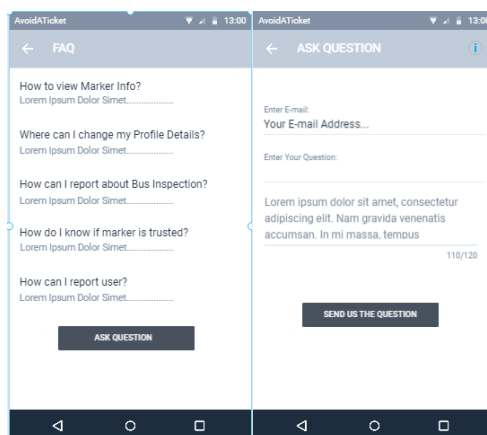 AvoidATicket 13:00
FAQ
How to view Marker Info?
Lorem Ipsum Dolor Simet....................
Where can I change my Profile Details?
Lorem Ipsum Dolor Simet....................
How can I report about Bus Inspection?
Lorem Ipsum Dolor Simet....................
How do I know if marker is trusted?
Lorem Ipsum Dolor Simet....................
How can I report user?
Lorem Ipsum Dolor Simet....................
ASK QUESTION
AvoidATicket 13:00
ASK QUESTION i
Enter E-mail:
Your E-mail Address...
Enter Your Question:
Lorem ipsum dolor sit amet, consectetur
adipiscing elit. Nam gravida venenatis
accumsan. In mi massa, tempus
110/120
SEND US THE QUESTION